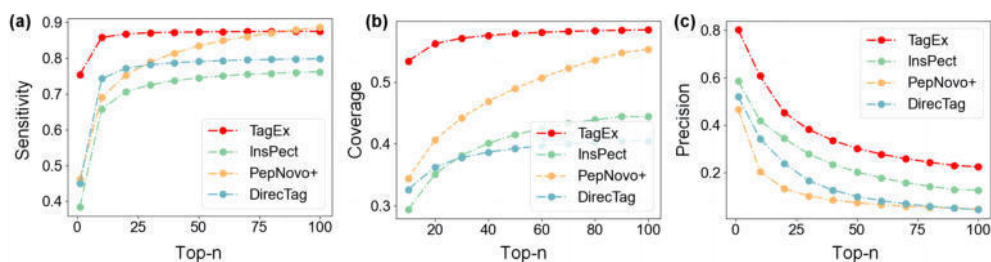 (a)
0.9
0.8
0.7
0.6
0.5
0.4
Sensitivity
TagEx
InsPect
PepNovo+
DirecTag
0
25
50
75
100
Top-n
(b)
0.5
0.4
0.3
Coverage
TagEx
InsPect
PepNovo+
DirecTag
20
40
60
80
100
Top-n
(c)
0.8
0.6
0.4
0.2
Precision
TagEx
InsPect
PepNovo+
DirecTag
0
25
50
75
100
Top-n